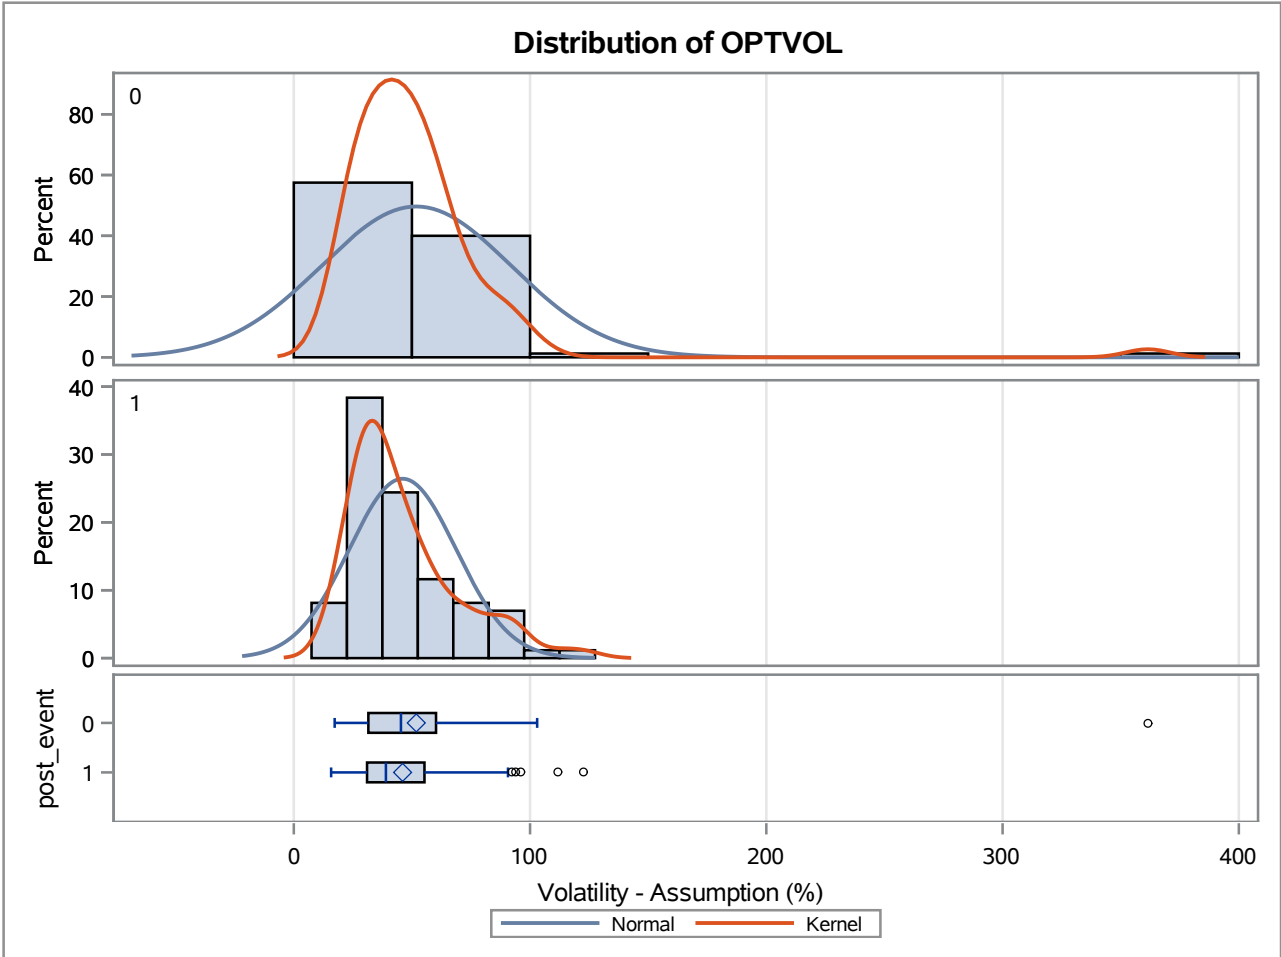 Distribution of OPTVOL
0
Percent
80
60
40
20
0
1
Percent
40
30
20
10
0
post_event
0
1
0 100 200 300 400
Volatility - Assumption (%)
Normal Kernel